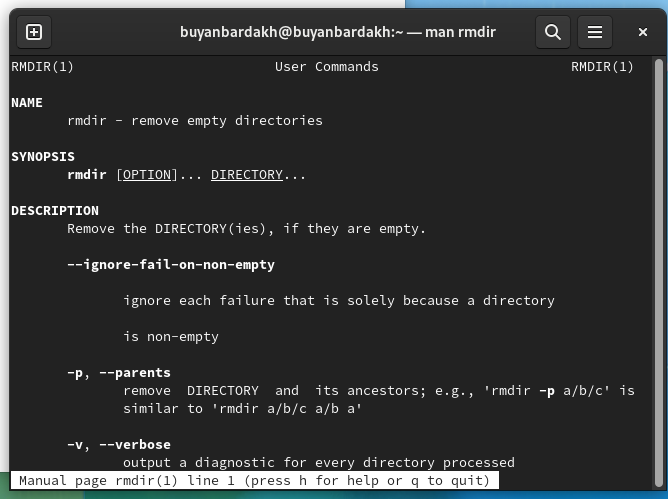 buyanbardakh@buyanbardakh:~ — man rmdir
RMDIR(1) User Commands RMDIR(1)
NAME
rmdir - remove empty directories
SYNOPSIS
rmdir [OPTION]... DIRECTORY...
DESCRIPTION
Remove the DIRECTORY(ies), if they are empty.
--ignore-fail-on-non-empty
ignore each failure that is solely because a directory
is non-empty
-p, --parents
remove DIRECTORY and its ancestors; e.g., 'rmdir -p a/b/c' is
similar to 'rmdir a/b/c a/b a'
-v, --verbose
output a diagnostic for every directory processed
Manual page rmdir(1) line 1 (press h for help or q to quit)